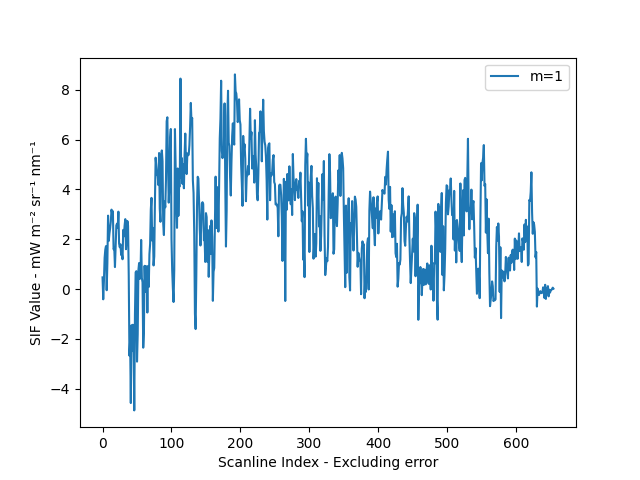 m=1
8
6
4
2
0
−2
−4
SIF Value - mW m⁻² sr⁻¹ nm⁻¹
0 100 200 300 400 500 600
Scanline Index - Excluding error